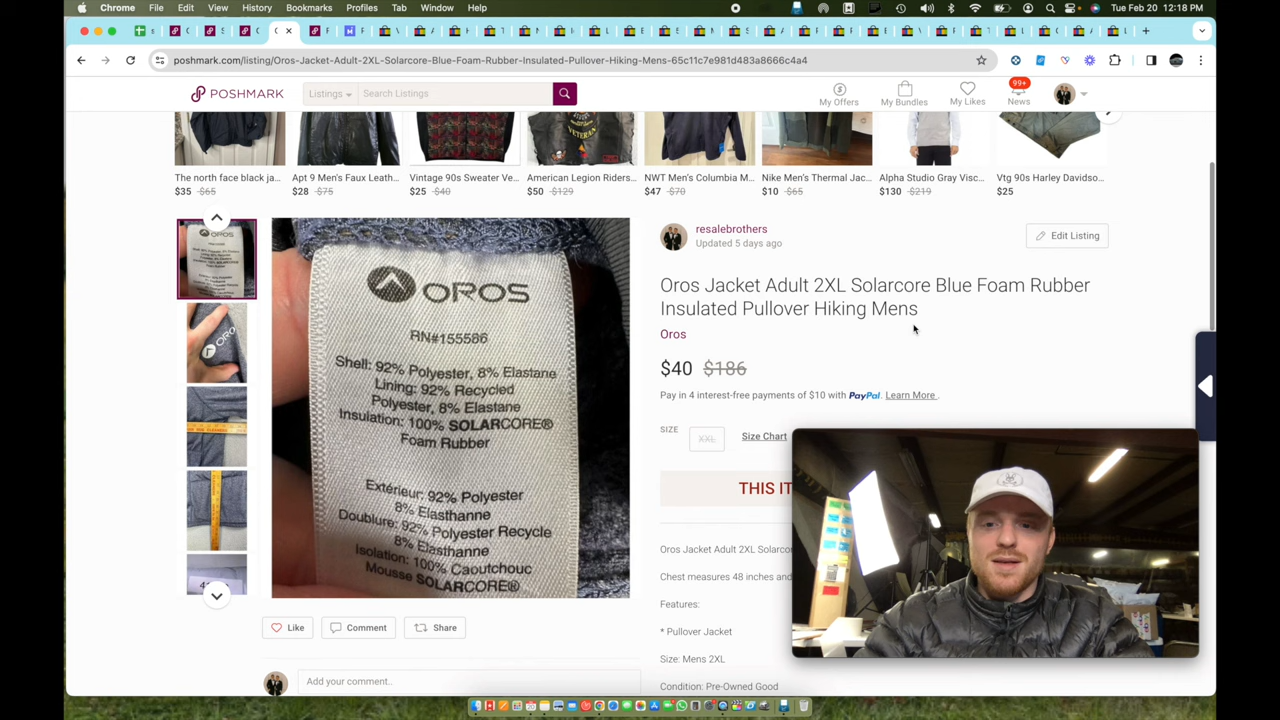 Chrome File Edit View History Bookmarks Profiles Tab Window Help
Tue Feb 20 12:18 PM
poshmark.com/listing/Oros-Jacket-Adult-2XL-Solarcore-Blue-Foam-Rubber-Insulated-Pullover-Hiking-Mens-65c11c7e981d483a8666c4a4
POSHMARK
Listings
Search Listings
My Offers
My Bundles
My Likes
99+
News
The north face black ja...
$35 $65
Apt 9 Men's Faux Leath...
$28 $75
Vintage 90s Sweater Ve...
$25 $40
American Legion Riders...
$50 $129
NWT Men's Columbia M...
$47 $70
Nike Men's Thermal Jac...
$10 $65
Alpha Studio Gray Visc...
$130 $219
Vtg 90s Harley Davidso...
$25
OROS
RN#155586
Shell: 92% Polyester, 8% Elastane
Lining: 92% Recycled
Polyester, 8% Elastane
Insulation: 100% SOLARCORE®
Foam Rubber
Extérieur: 92% Polyester
8% Elasthanne
Doublure: 92% Polyester Recycle
8% Elasthanne
Isolation: 100% Caoutchouc
Mousse SOLARCORE®
OROS
resalebrothers
Updated 5 days ago
Edit Listing
Oros Jacket Adult 2XL Solarcore Blue Foam Rubber
Insulated Pullover Hiking Mens
Oros
$40 $186
Pay in 4 interest-free payments of $10 with PayPal. Learn More
SIZE
XXL
Size Chart
THIS IT
Oros Jacket Adult 2XL Solarco
Chest measures 48 inches and
Features:
* Pullover Jacket
Size: Mens 2XL
Condition: Pre-Owned Good
Like
Comment
Share
Add your comment..